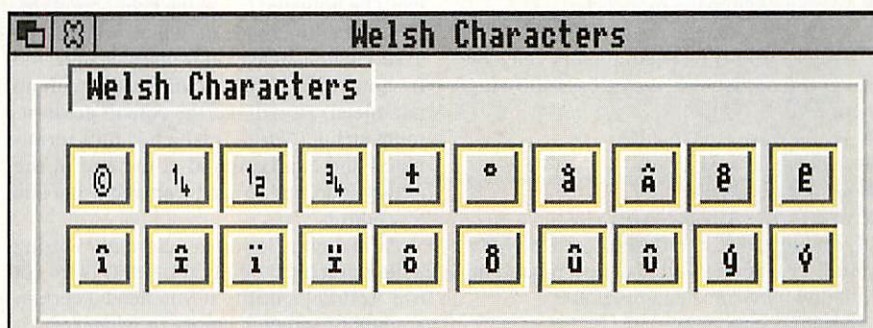 Welsh Characters
Welsh Characters
© ¼ ½ ¾ ± ° â Â ê Ê
î Î ï Ï ô Ô û Û ý Ý